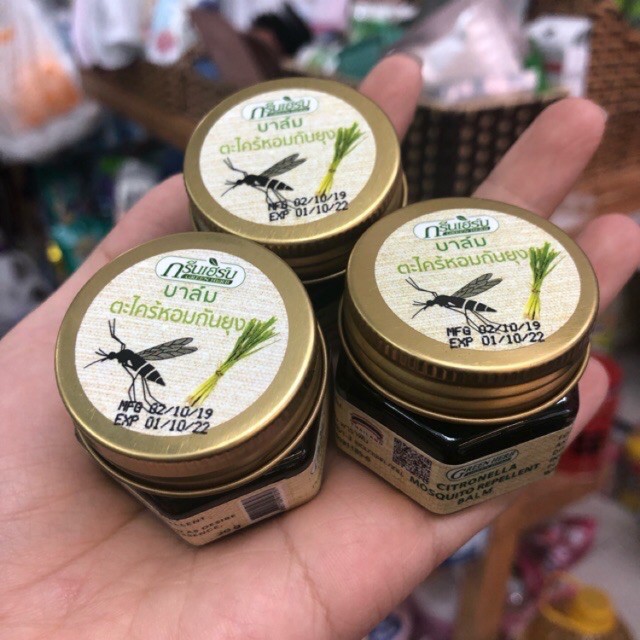 กรีนเฮิร์บ
บาล์ม
ตะไคร้หอมกันยุง
MFG 02/10/19
EXP 01/10/22
กรีนเฮิร์บ
GREEN HERB
บาล์ม
ตะไคร้หอมกันยุง
MFG 02/10/19
EXP 01/10/22
กรีนเฮิร์บ
GREEN HERB
บาล์ม
ตะไคร้หอมกันยุง
MFG 02/10/19
EXP 01/10/22
GREEN HERB
CITRONELLA
MOSQUITO REPELLENT
BALM